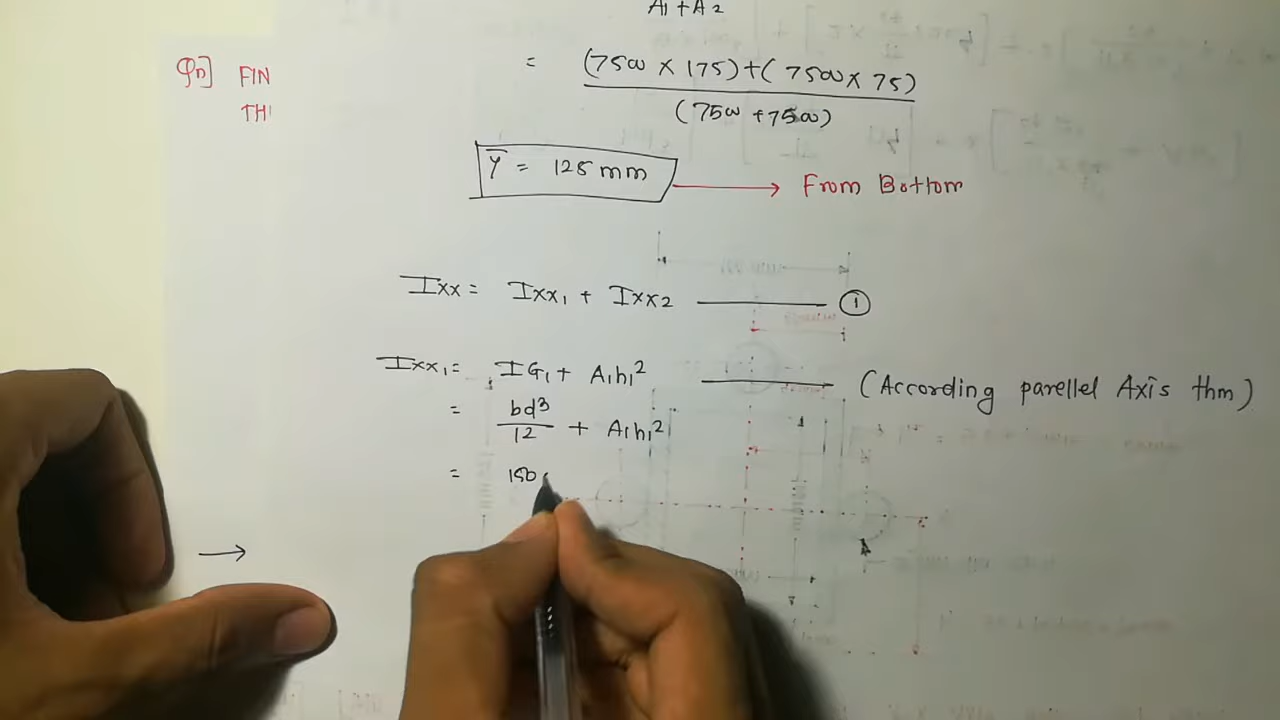 A1 + A2
Qn] FIN
TH
= (7500 X 175) + (7500 X 75)
(7500 + 7500)
Y̅ = 125 mm → From Bottom
Ixx = Ixx1 + Ixx2 ——— ①
Ixx1 = IG1 + A1h1² ——— (According parellel Axis thm)
= bd³/12 + A1h1²
= 150
→